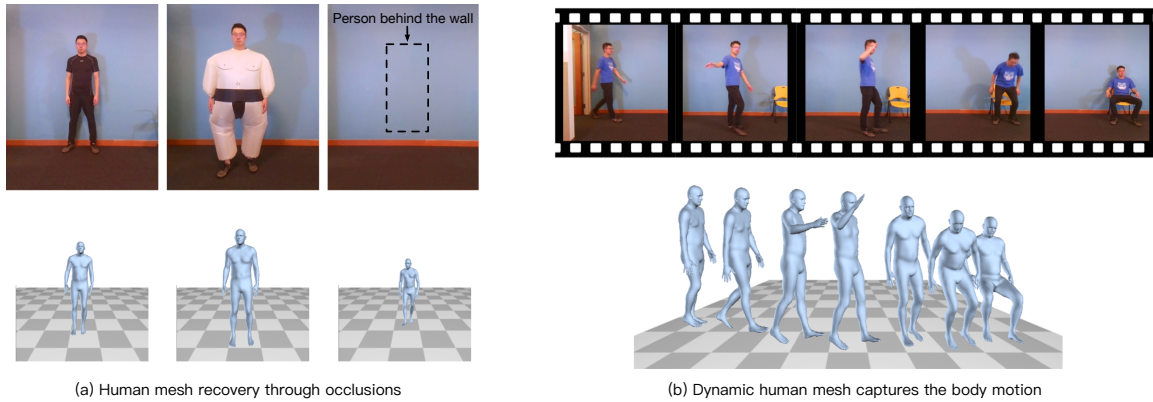 Person behind the wall
(a) Human mesh recovery through occlusions
(b) Dynamic human mesh captures the body motion